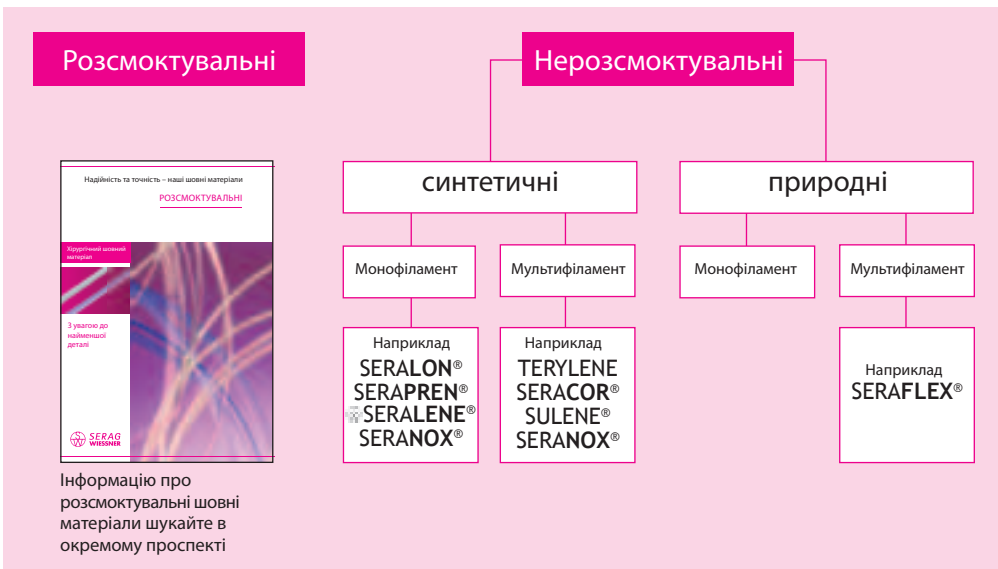 Розсмоктувальні
Нерозсмоктувальні
Надійність та точність – наші шовні матеріали
РОЗСМОКТУВАЛЬНІ
Хірургічний шовний
матеріал
З увагою до
найменшої
деталі
SERAG
WIESSNER
Інформацію про
розсмоктувальні шовні
матеріали шукайте в
окремому проспекті
синтетичні
природні
Монофіламент
Мультифіламент
Монофіламент
Мультифіламент
Наприклад
SERALON®
SERAPREN®
SERALENE®
SERANOX®
Наприклад
TERYLENE
SERACOR®
SULENE®
SERANOX®
Наприклад
SERAFLEX®